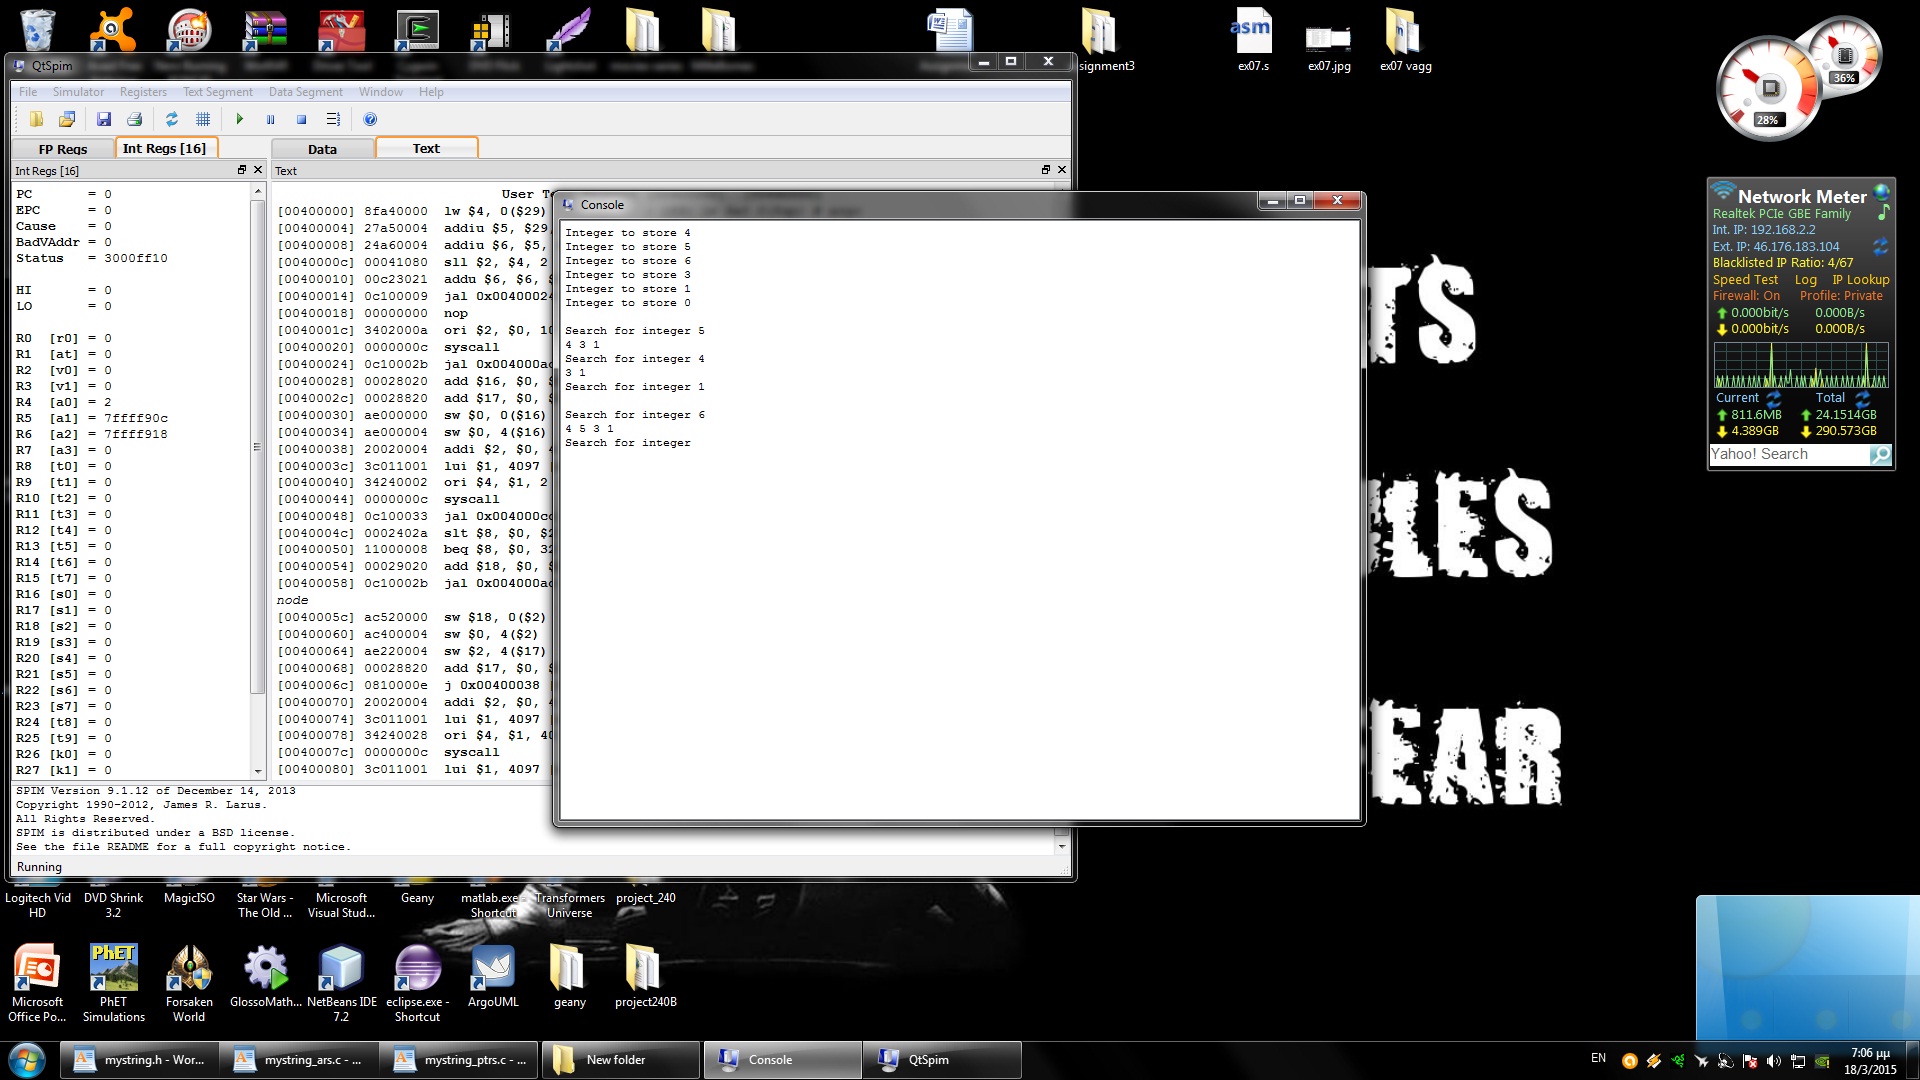 asm
signment3
ex07.s
ex07.jpg
ex07 vagg
36%
28%
QtSpim
File Simulator Registers Text Segment Data Segment Window Help
FP Regs
Int Regs [16]
Data
Text
Int Regs [16]
Text
PC = 0
EPC = 0
Cause = 0
BadVAddr = 0
Status = 3000ff10
HI = 0
LO = 0
R0 [r0] = 0
R1 [at] = 0
R2 [v0] = 0
R3 [v1] = 0
R4 [a0] = 2
R5 [a1] = 7ffff90c
R6 [a2] = 7ffff918
R7 [a3] = 0
R8 [t0] = 0
R9 [t1] = 0
R10 [t2] = 0
R11 [t3] = 0
R12 [t4] = 0
R13 [t5] = 0
R14 [t6] = 0
R15 [t7] = 0
R16 [s0] = 0
R17 [s1] = 0
R18 [s2] = 0
R19 [s3] = 0
R20 [s4] = 0
R21 [s5] = 0
R22 [s6] = 0
R23 [s7] = 0
R24 [t8] = 0
R25 [t9] = 0
R26 [k0] = 0
R27 [k1] = 0
User Te
[00400000] 8fa40000 lw $4, 0($29)
[00400004] 27a50004 addiu $5, $29,
[00400008] 24a60004 addiu $6, $5,
[0040000c] 00041080 sll $2, $4, 2
[00400010] 00c23021 addu $6, $6, $
[00400014] 0c100009 jal 0x00400024
[00400018] 00000000 nop
[0040001c] 3402000a ori $2, $0, 10
[00400020] 0000000c syscall
[00400024] 0c10002b jal 0x004000ac
[00400028] 00028020 add $16, $0, $
[0040002c] 00028820 add $17, $0, $
[00400030] ae000000 sw $0, 0($16)
[00400034] ae000004 sw $0, 4($16)
[00400038] 20020004 addi $2, $0, 4
[0040003c] 3c011001 lui $1, 4097
[00400040] 34240002 ori $4, $1, 2
[00400044] 0000000c syscall
[00400048] 0c100033 jal 0x004000cc
[0040004c] 0002402a slt $8, $0, $2
[00400050] 11000008 beq $8, $0, 32
[00400054] 00029020 add $18, $0, $
[00400058] 0c10002b jal 0x004000ac
node
[0040005c] ac520000 sw $18, 0($2)
[00400060] ac400004 sw $0, 4($2)
[00400064] ae220004 sw $2, 4($17)
[00400068] 00028820 add $17, $0, $
[0040006c] 0810000e j 0x00400038
[00400070] 20020004 addi $2, $0, 4
[00400074] 3c011001 lui $1, 4097
[00400078] 34240028 ori $4, $1, 40
[0040007c] 0000000c syscall
[00400080] 3c011001 lui $1, 4097
SPIM Version 9.1.12 of December 14, 2013
Copyright 1990-2012, James R. Larus.
All Rights Reserved.
SPIM is distributed under a BSD license.
See the file README for a full copyright notice.
Running
Console
Integer to store 4
Integer to store 5
Integer to store 6
Integer to store 3
Integer to store 1
Integer to store 0
Search for integer 5
4 3 1
Search for integer 4
3 1
Search for integer 1
Search for integer 6
4 5 3 1
Search for integer
TS
LES
EAR
Network Meter
Realtek PCIe GBE Family
Int. IP: 192.168.2.2
Ext. IP: 46.176.183.104
Blacklisted IP Ratio: 4/67
Speed Test Log IP Lookup
Firewall: On Profile: Private
0.000bit/s 0.000B/s
0.000bit/s 0.000B/s
Current Total
811.6MB 24.1514GB
4.389GB 290.573GB
Yahoo! Search
Logitech Vid HD
DVD Shrink 3.2
MagicISO
Star Wars - The Old ...
Microsoft Visual Stud...
Geany
matlab.exe - Shortcut
Transformers Universe
project_240
PhET
Microsoft Office Po...
PhET Simulations
Forsaken World
GlossoMath...
NetBeans IDE 7.2
eclipse.exe - Shortcut
ArgoUML
geany
project240B
mystring.h - Wor...
mystring_ars.c - ...
mystring_ptrs.c - ...
New folder
Console
QtSpim
EN
7:06 μμ
18/3/2015